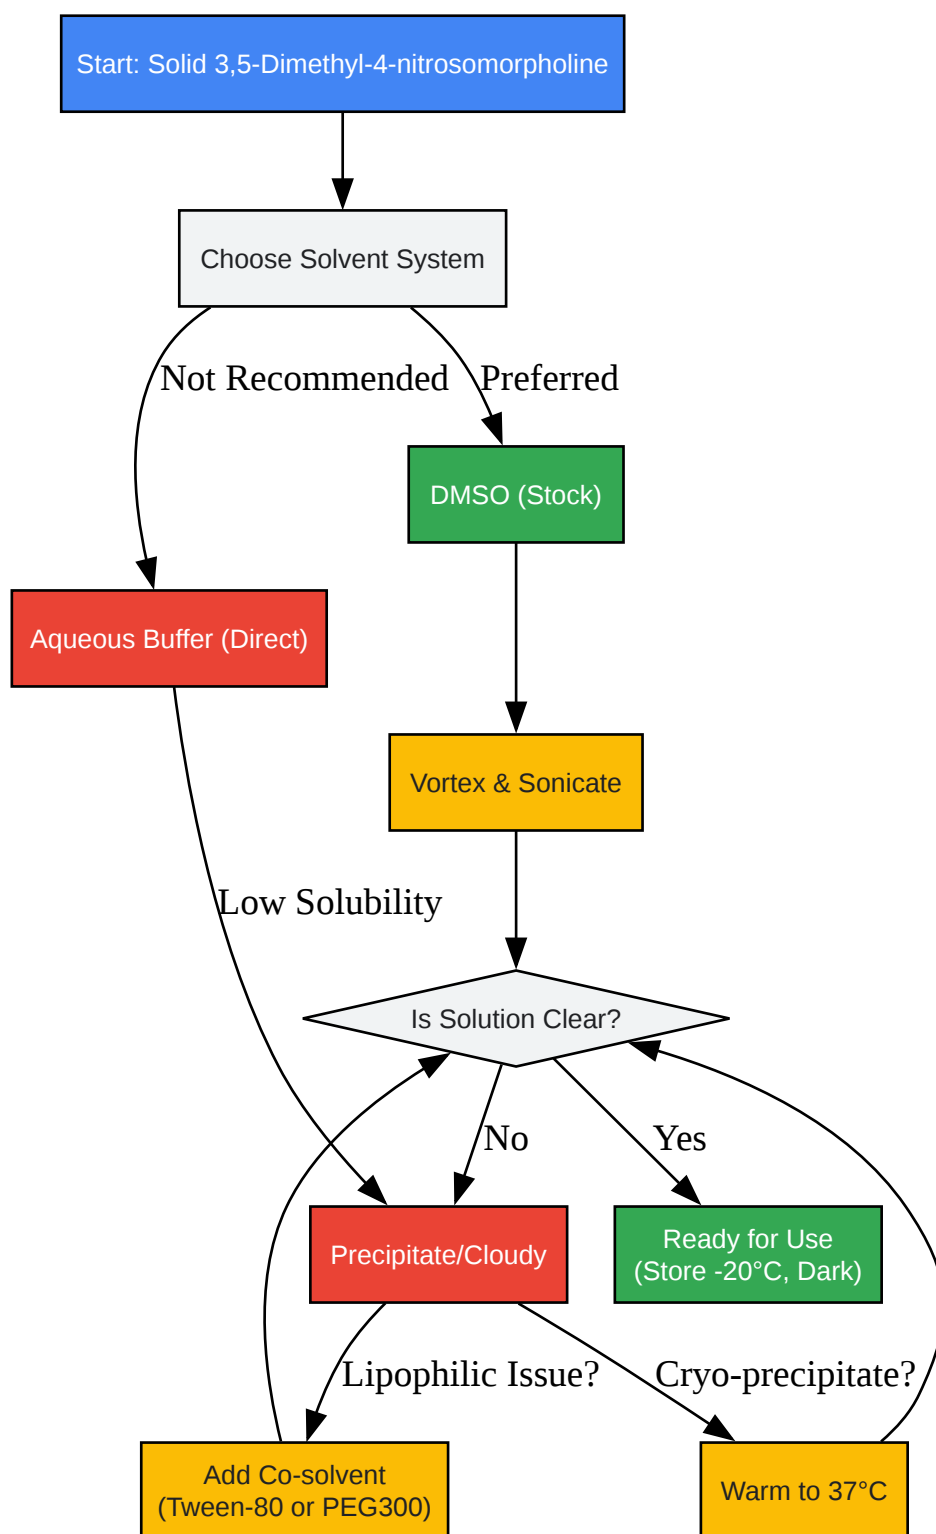 Start: Solid 3,5-Dimethyl-4-nitrosomorpholine
Choose Solvent System
Not Recommended
Preferred
DMSO (Stock)
Aqueous Buffer (Direct)
Vortex & Sonicate
Low Solubility
Is Solution Clear?
No
Yes
Precipitate/Cloudy
Ready for Use
(Store -20°C, Dark)
Lipophilic Issue?
Cryo-precipitate?
Add Co-solvent
(Tween-80 or PEG300)
Warm to 37°C